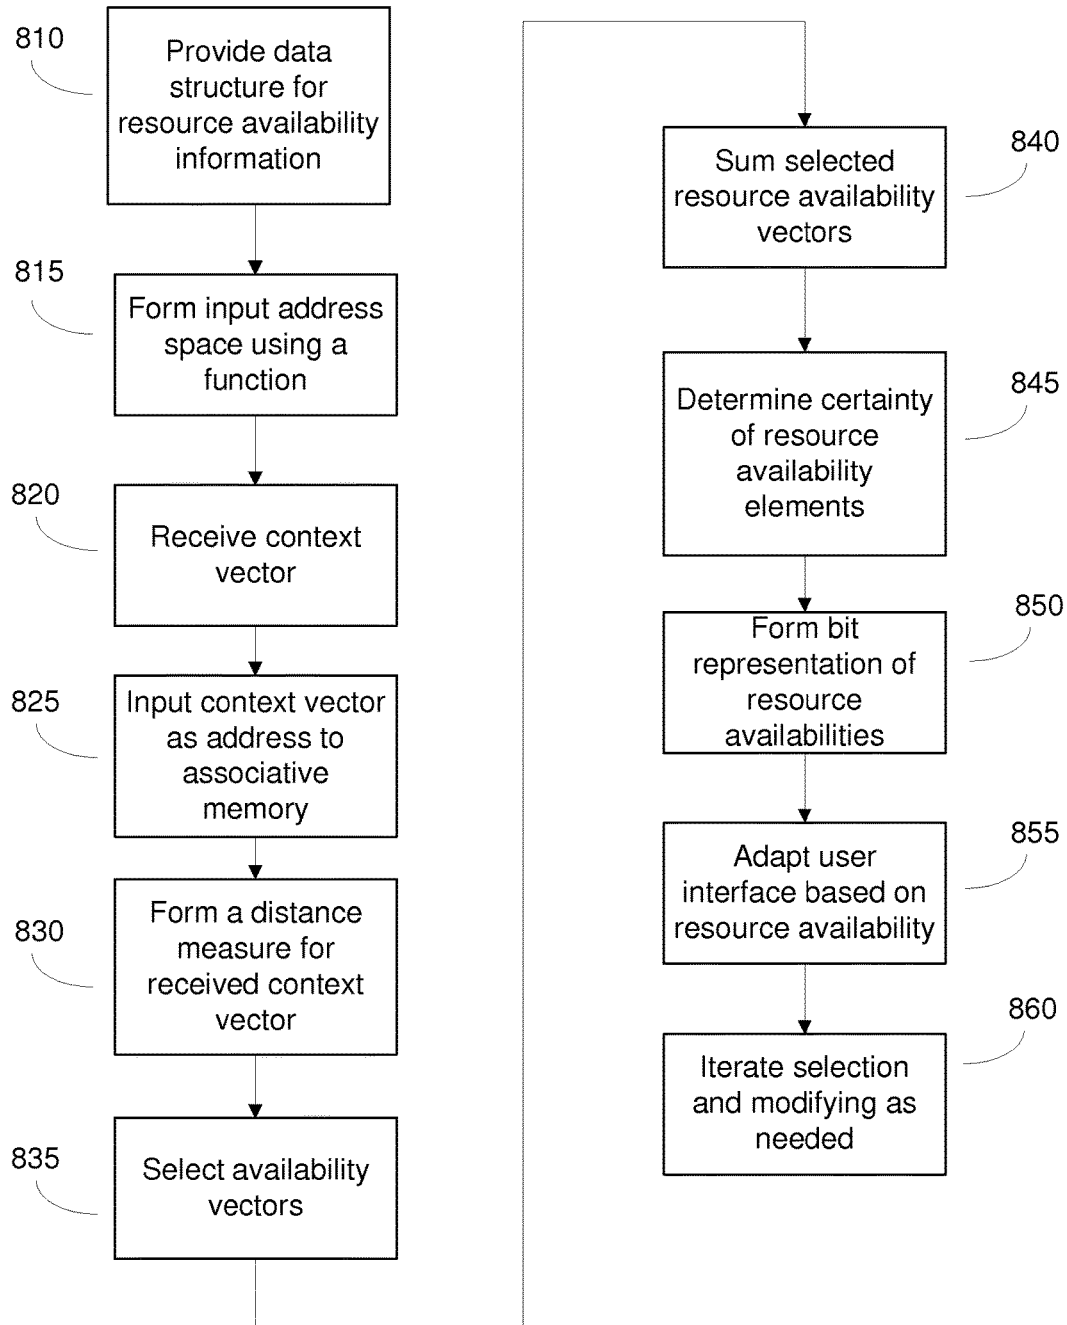 810
Provide data
structure for
resource availability
information
815
Form input address
space using a
function
820
Receive context
vector
825
Input context vector
as address to
associative
memory
830
Form a distance
measure for
received context
vector
835
Select availability
vectors
840
Sum selected
resource availability
vectors
845
Determine certainty
of resource
availability
elements
850
Form bit
representation of
resource
availabilities
855
Adapt user
interface based on
resource availability
860
Iterate selection
and modifying as
needed